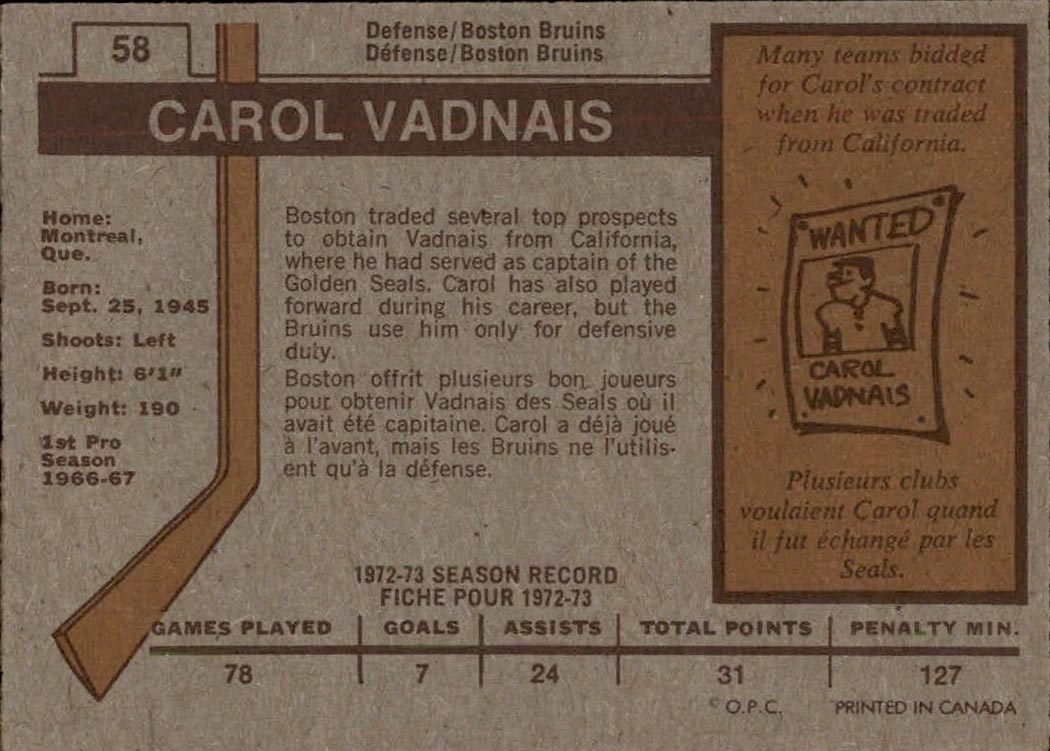 58
Defense/Boston Bruins
Défense/Boston Bruins
CAROL VADNAIS
Home:
Montreal,
Que.
Born:
Sept. 25, 1945
Shoots: Left
Height: 6'1"
Weight: 190
1st Pro
Season
1966-67
Boston traded several top prospects
to obtain Vadnais from California,
where he had served as captain of the
Golden Seals. Carol has also played
forward during his career, but the
Bruins use him only for defensive
duty.
Boston offrit plusieurs bon joueurs
pour obtenir Vadnais des Seals où il
avait été capitaine. Carol a déjà joué
à l'avant, mais les Bruins ne l'utilis-
ent qu'à la défense.
Many teams bidded
for Carol's contract
when he was traded
from California.
WANTED
CAROL
VADNAIS
Plusieurs clubs
voulaient Carol quand
il fut échangé par les
Seals.
1972-73 SEASON RECORD
FICHE POUR 1972-73
GAMES PLAYED GOALS ASSISTS TOTAL POINTS PENALTY MIN.
78 7 24 31 127
© O.P.C. PRINTED IN CANADA